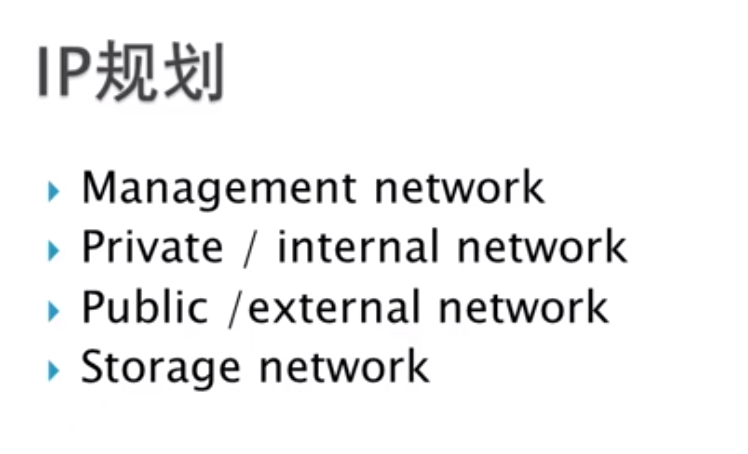 IP规划
Management network
Private / internal network
Public /external network
Storage network